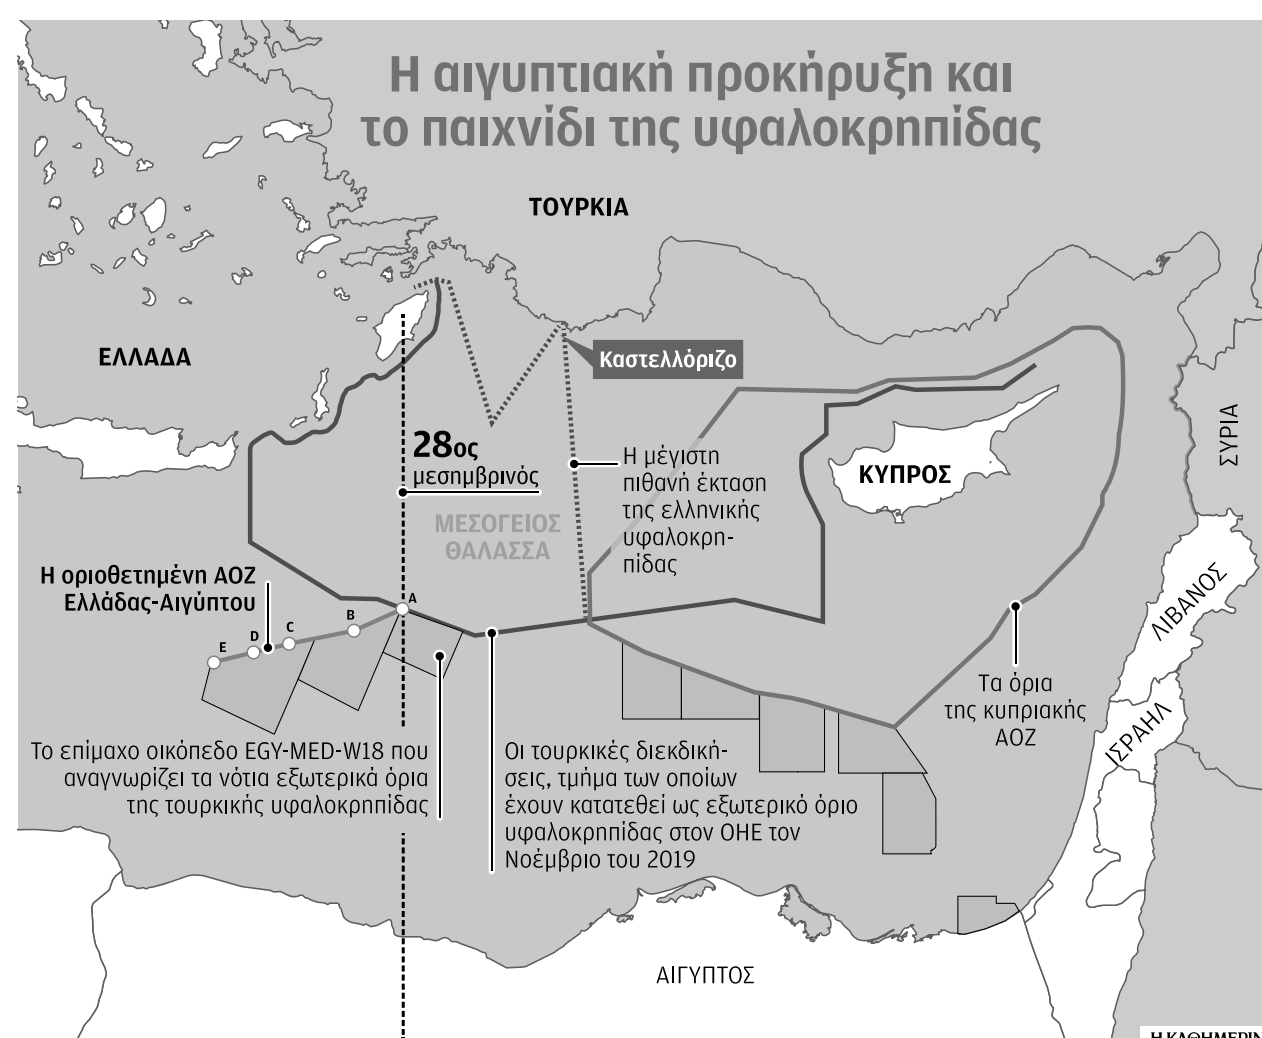 Η αιγυπτιακή προκήρυξη και
το παιχνίδι της υφαλοκρηπίδας
ΤΟΥΡΚΙΑ
ΕΛΛΑΔΑ
Καστελλόριζο
28ος
μεσημβρινός
Η μέγιστη
πιθανή έκταση
της ελληνικής
υφαλοκρη-
πίδας
ΚΥΠΡΟΣ
ΣΥΡΙΑ
ΜΕΣΟΓΕΙΟΣ
ΘΑΛΑΣΣΑ
Η οριοθετημένη ΑΟΖ
Ελλάδας-Αιγύπτου
A
B
C
D
E
ΛΙΒΑΝΟΣ
ΙΣΡΑΗΛ
Τα όρια
της κυπριακής
ΑΟΖ
Το επίμαχο οικόπεδο EGY-MED-W18 που
αναγνωρίζει τα νότια εξωτερικά όρια
της τουρκικής υφαλοκρηπίδας
Οι τουρκικές διεκδική-
σεις, τμήμα των οποίων
έχουν κατατεθεί ως εξωτερικό όριο
υφαλοκρηπίδας στον ΟΗΕ τον
Νοέμβριο του 2019
ΑΙΓΥΠΤΟΣ
Η ΚΑΘΗΜΕΡΙΝ